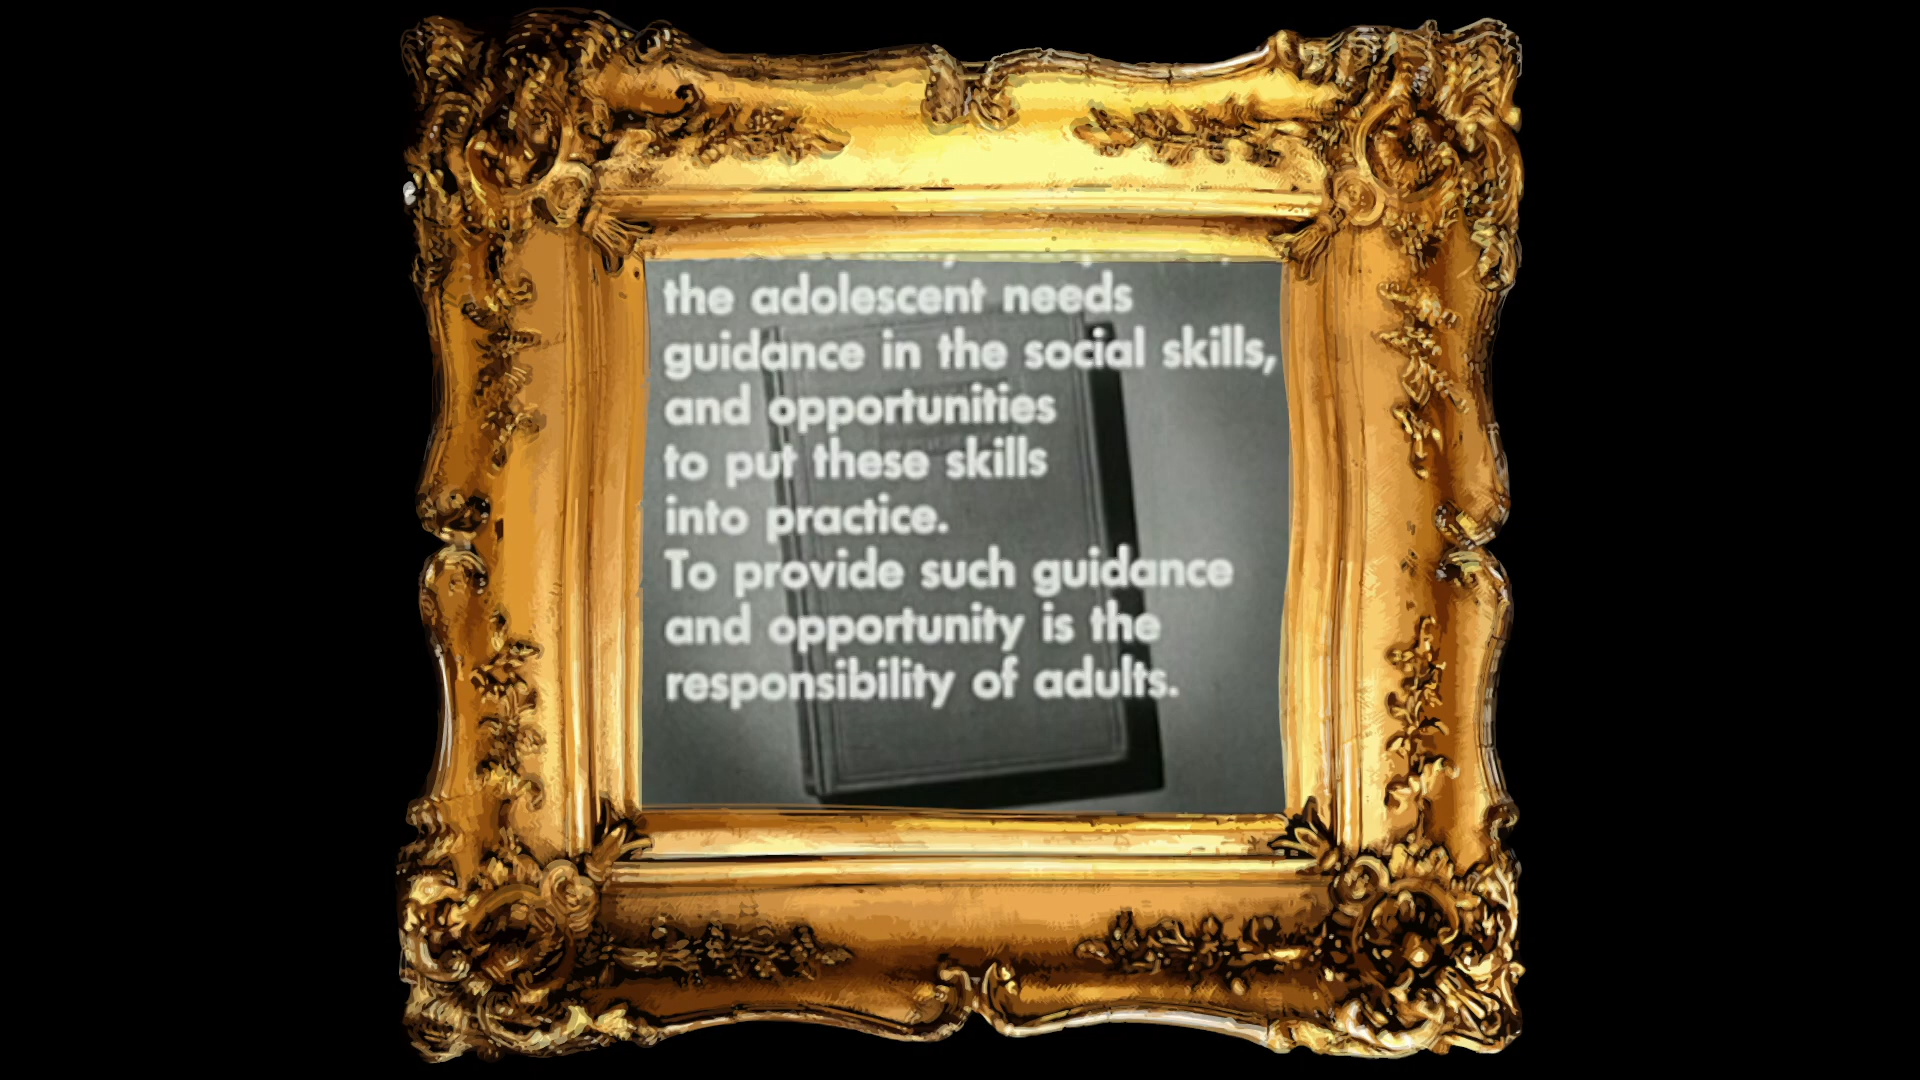 the adolescent needs
guidance in the social skills,
and opportunities
to put these skills
into practice.
To provide such guidance
and opportunity is the
responsibility of adults.